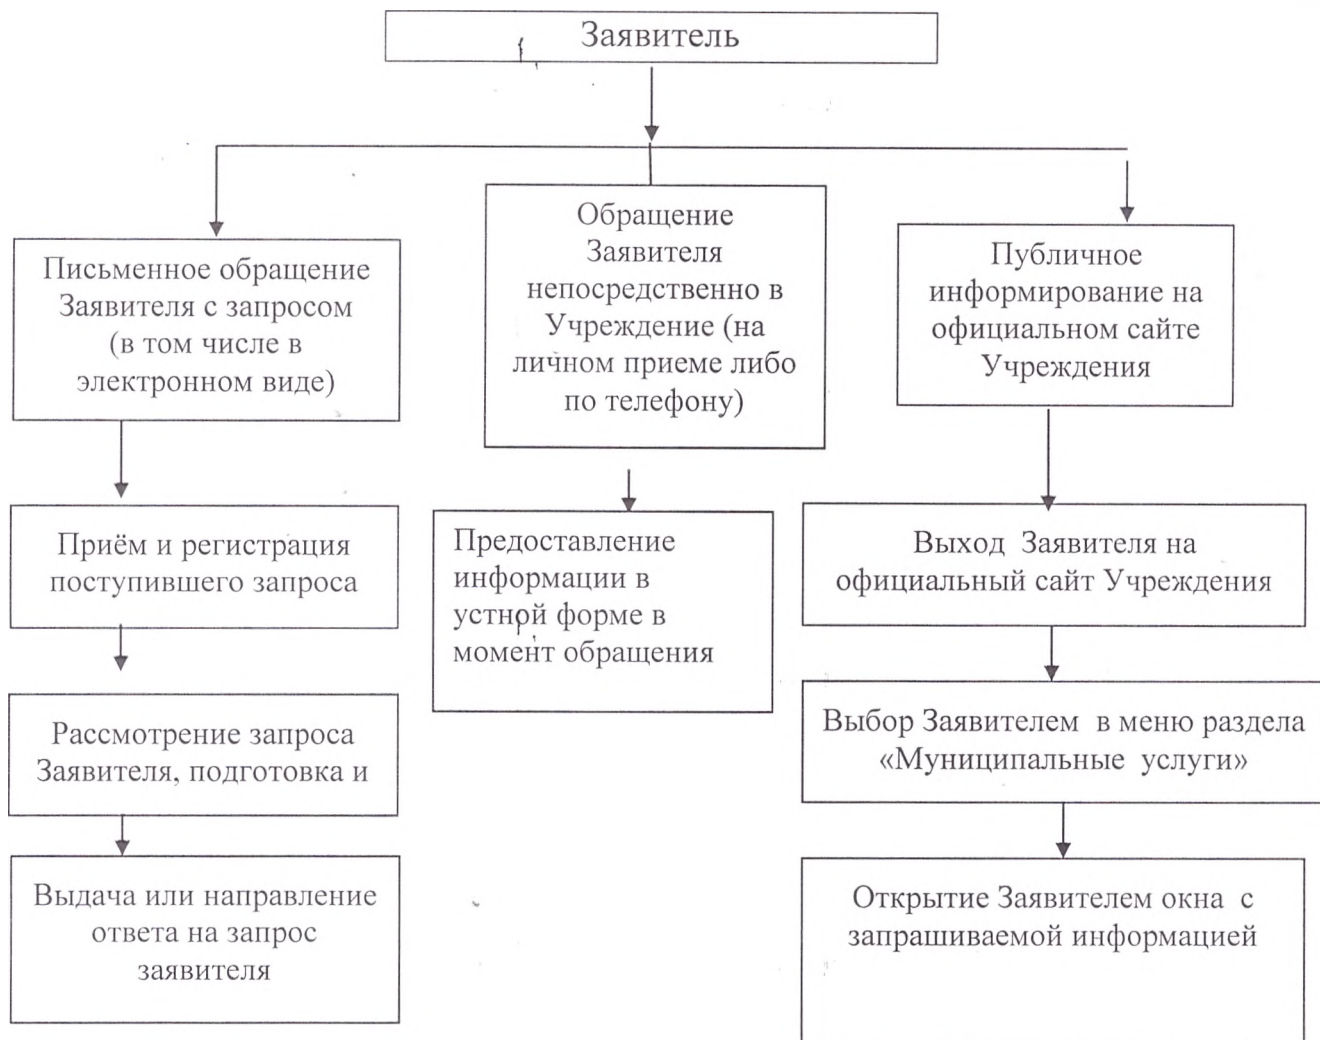 Заявитель
Письменное обращение
Заявителя с запросом
(в том числе в
электронном виде)
Приём и регистрация
поступившего запроса
Рассмотрение запроса
Заявителя, подготовка и
Выдача или направление
ответа на запрос
заявителя
Обращение
Заявителя
непосредственно в
Учреждение (на
личном приеме либо
по телефону)
Предоставление
информации в
устной форме в
момент обращения
Публичное
информирование на
официальном сайте
Учреждения
Выход Заявителя на
официальный сайт Учреждения
Выбор Заявителем в меню раздела
«Муниципальные услуги»
Открытие Заявителем окна с
запрашиваемой информацией